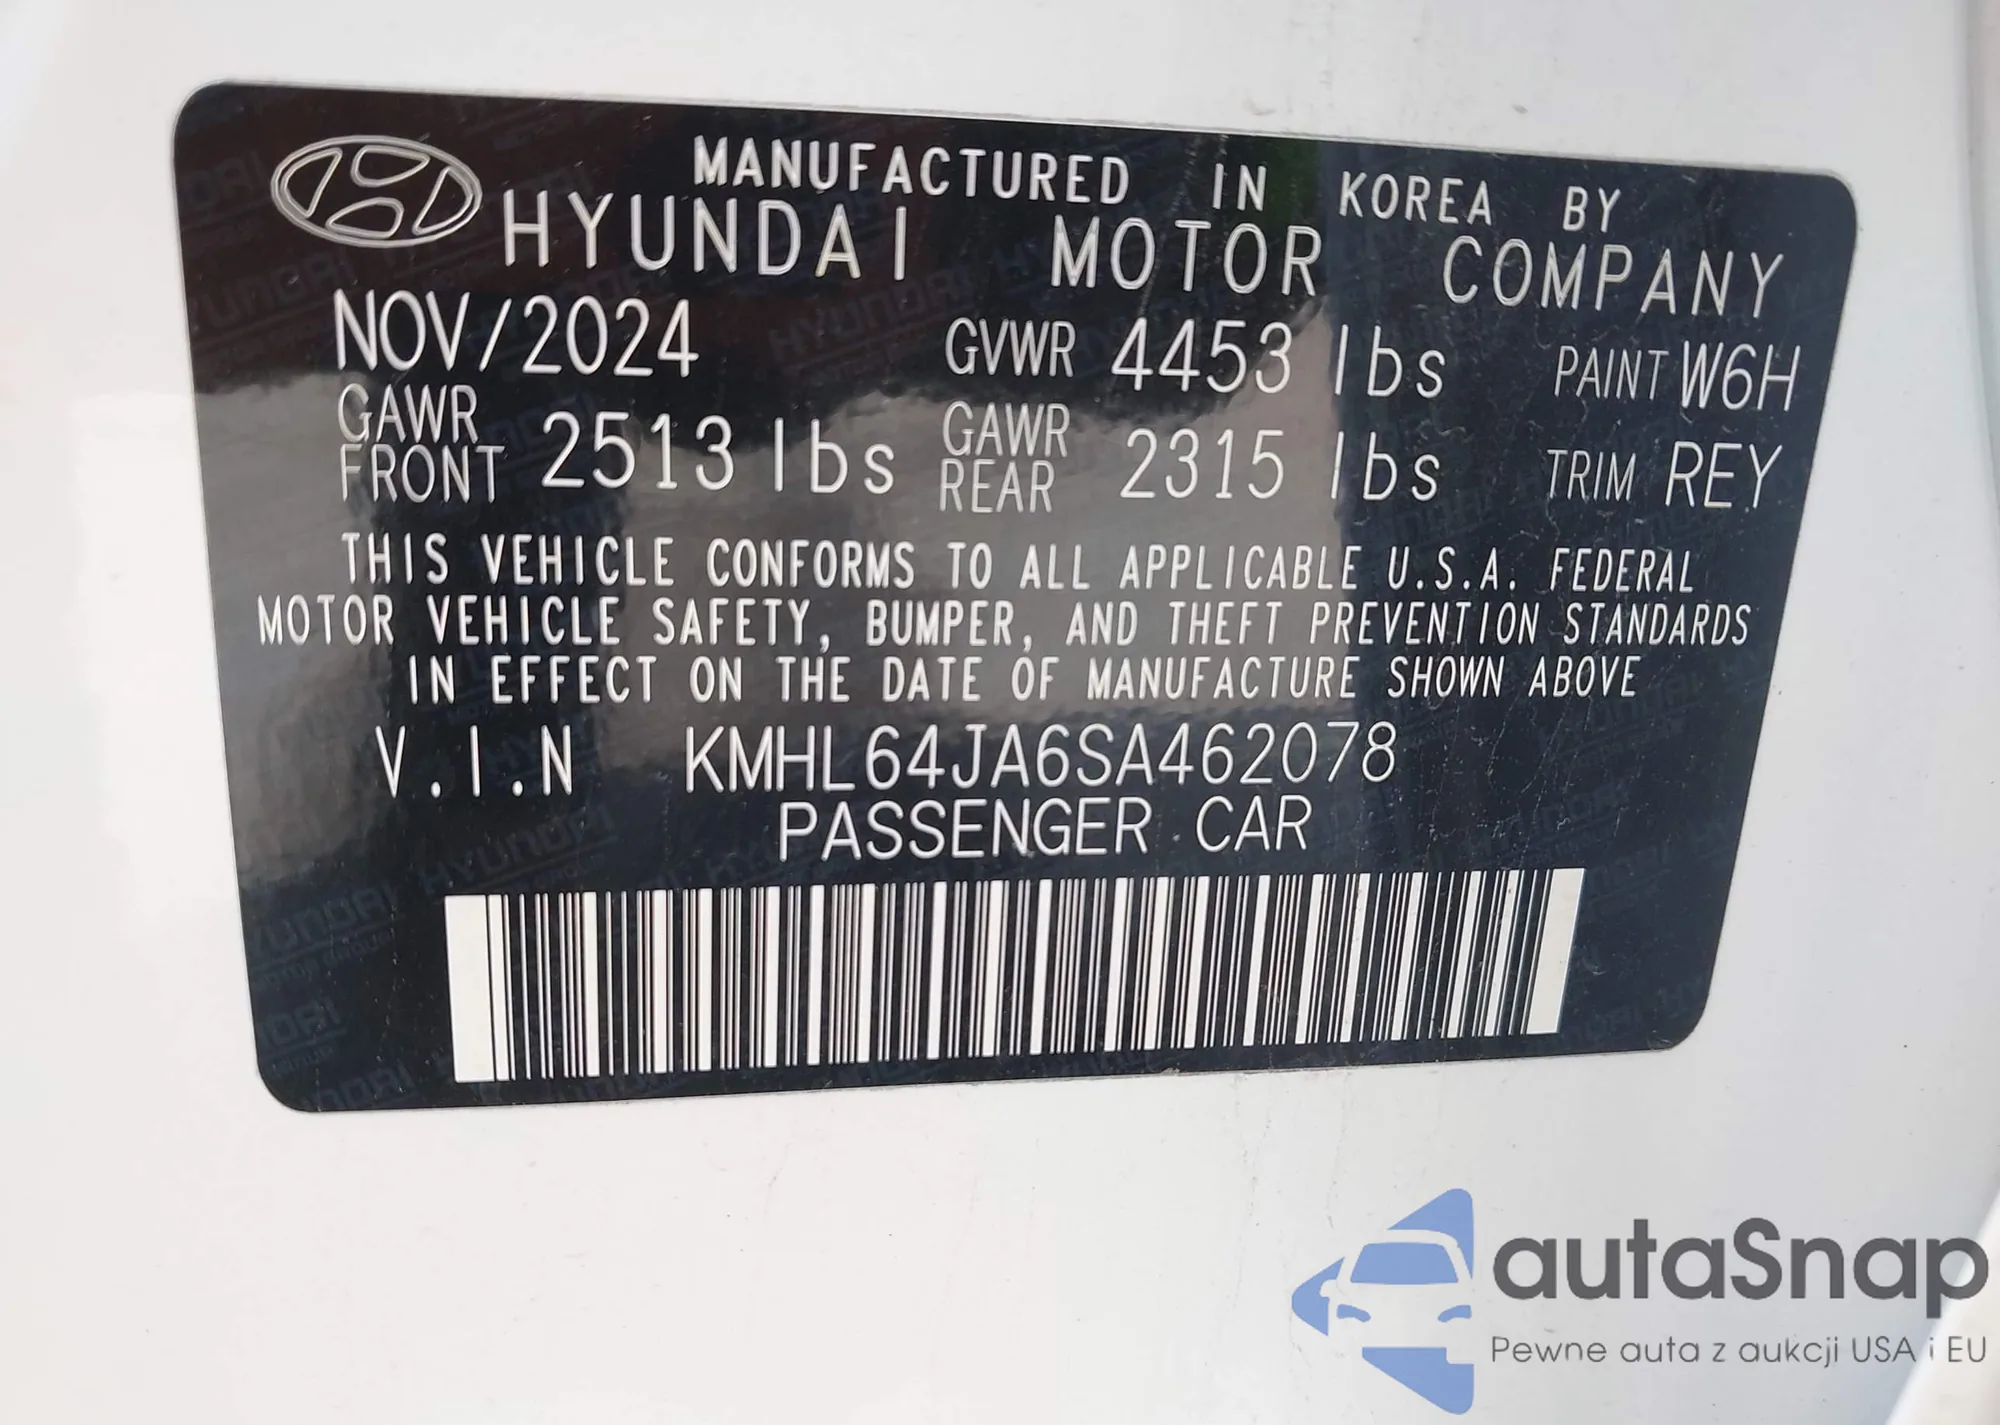 MANUFACTURED IN KOREA BY
HYUNDAI MOTOR COMPANY
NOV/2024 GVWR 4453 lbs PAINT W6H
GAWR FRONT 2513 lbs GAWR REAR 2315 lbs TRIM REY
THIS VEHICLE CONFORMS TO ALL APPLICABLE U.S.A. FEDERAL
MOTOR VEHICLE SAFETY, BUMPER, AND THEFT PREVENTION STANDARDS
IN EFFECT ON THE DATE OF MANUFACTURE SHOWN ABOVE
V.I.N KMHL64JA6SA462078
PASSENGER CAR
autaSnap
Pewne auta z aukcji USA i EU